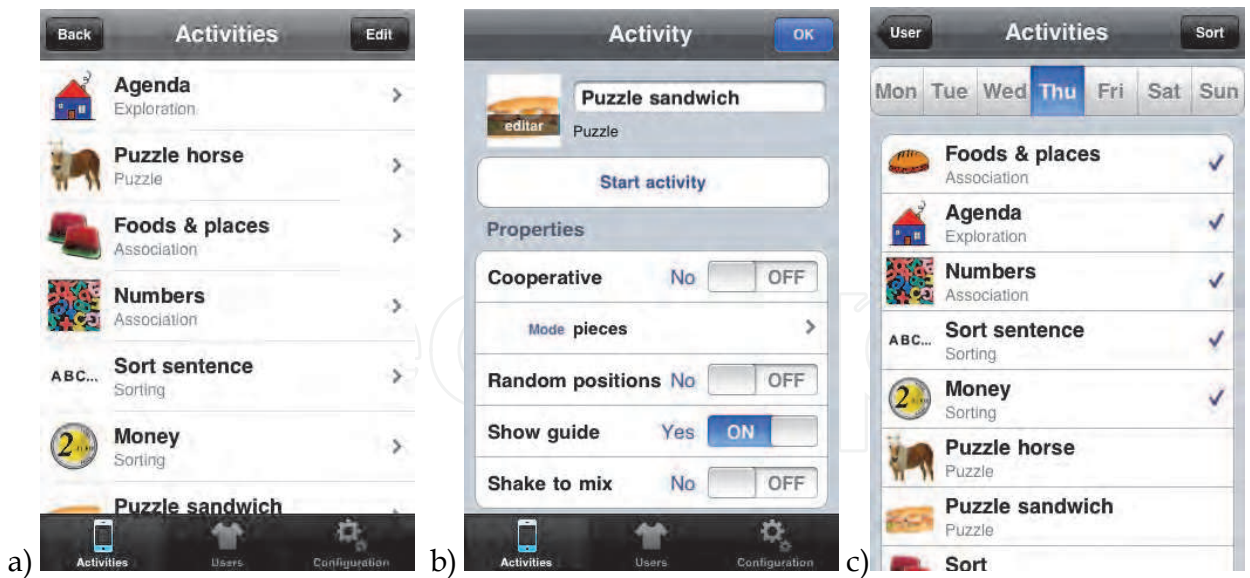 Back Activities Edit
Agenda
Exploration
Puzzle horse
Puzzle
Foods & places
Association
Numbers
Association
ABC... Sort sentence
Sorting
2 Money
Sorting
Puzzle sandwich
a) Activities Users Configuration
Activity OK
editar Puzzle sandwich
Puzzle
Start activity
Properties
Cooperative No OFF
Mode pieces
Random positions No OFF
Show guide Yes ON
Shake to mix No OFF
b) Activities Users Configuration
User Activities Sort
Mon Tue Wed Thu Fri Sat Sun
Foods & places
Association
Agenda
Exploration
Numbers
Association
ABC... Sort sentence
Sorting
2 Money
Sorting
Puzzle horse
Puzzle
Puzzle sandwich
Puzzle
c) Sort